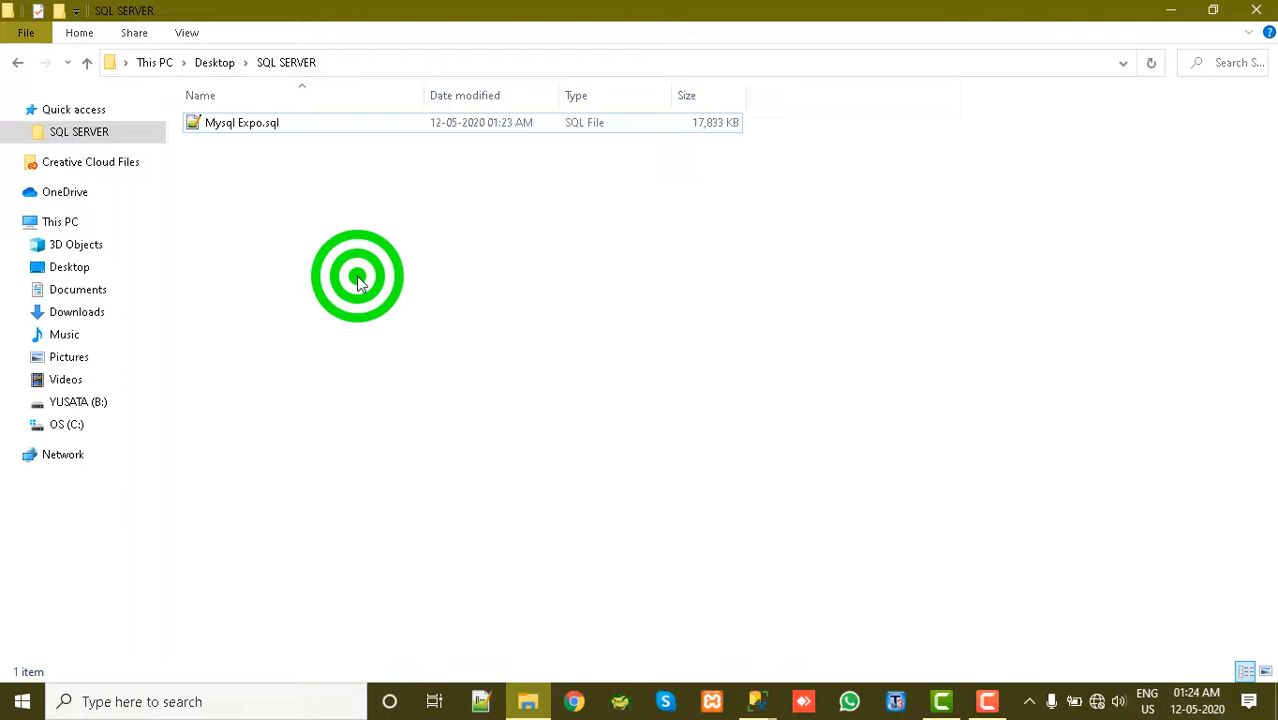 SQL SERVER
File Home Share View
This PC Desktop SQL SERVER Search S...
Name Date modified Type Size
Mysql Expo.sql 12-05-2020 01:23 AM SQL File 17,833 KB
Quick access
SQL SERVER
Creative Cloud Files
OneDrive
This PC
3D Objects
Desktop
Documents
Downloads
Music
Pictures
Videos
YUSATA (B:)
OS (C:)
Network
1 item
Type here to search
ENG 01:24 AM
US 12-05-2020